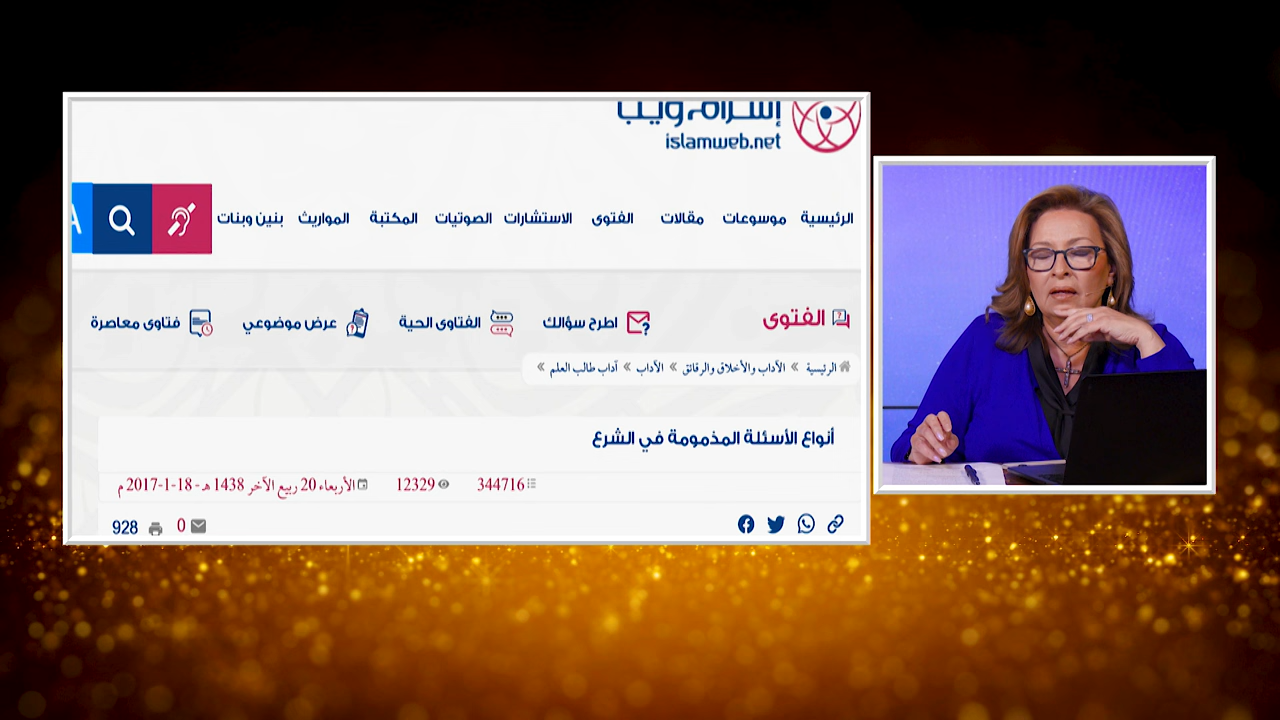 إسلام ويب
islamweb.net
الرئيسية موسوعات مقالات الفتوى الاستشارات الصوتيات المكتبة المواريث بنين وبنات
الفتوى اطرح سؤالك الفتاوى الحية عرض موضوعي فتاوى معاصرة
الرئيسية » الآداب والأخلاق والرقائق » الآداب » آداب طالب العلم »
أنواع الأسئلة المذمومة في الشرع
344716 12329 الأربعاء 20 ربيع الآخر 1438 هـ - 18-1-2017 م
0 928